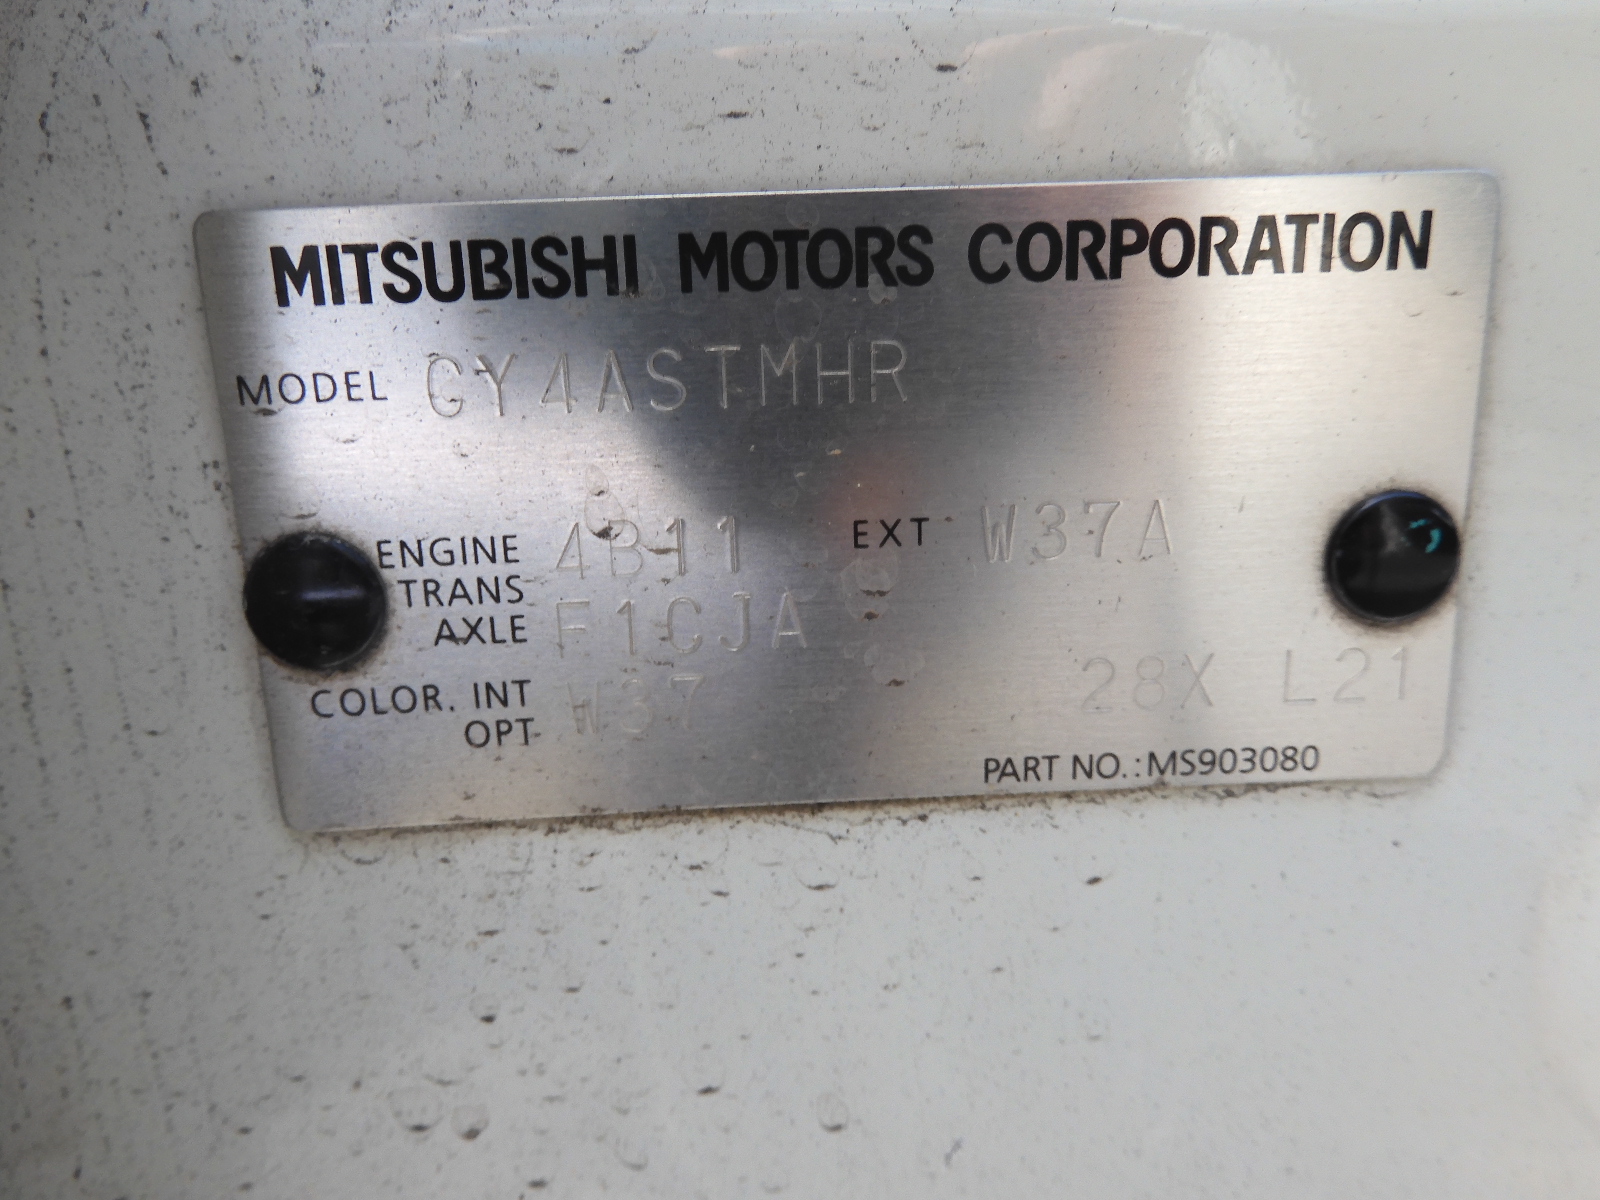 MITSUBISHI MOTORS CORPORATION
MODEL CY4ASTMHR
ENGINE 4B11 EXT W37A
TRANS
AXLE F1CJA
COLOR. INT W37 28X L21
OPT
PART NO.:MS903080